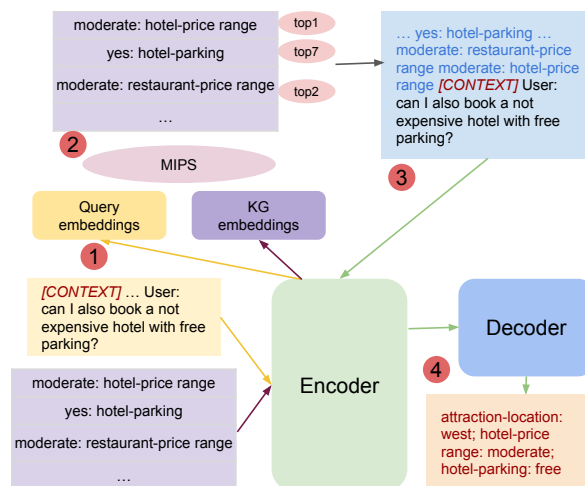 moderate: hotel-price range
top1
yes: hotel-parking
top7
moderate: restaurant-price range
top2
...
2
MIPS
... yes: hotel-parking ...
moderate: restaurant-price
range moderate: hotel-price
range [CONTEXT] User:
can I also book a not
expensive hotel with free
parking?
3
Query
embeddings
KG
embeddings
1
[CONTEXT] ... User:
can I also book a not
expensive hotel with free
parking?
moderate: hotel-price range
yes: hotel-parking
moderate: restaurant-price range
...
Encoder
Decoder
4
attraction-location:
west; hotel-price
range: moderate;
hotel-parking: free